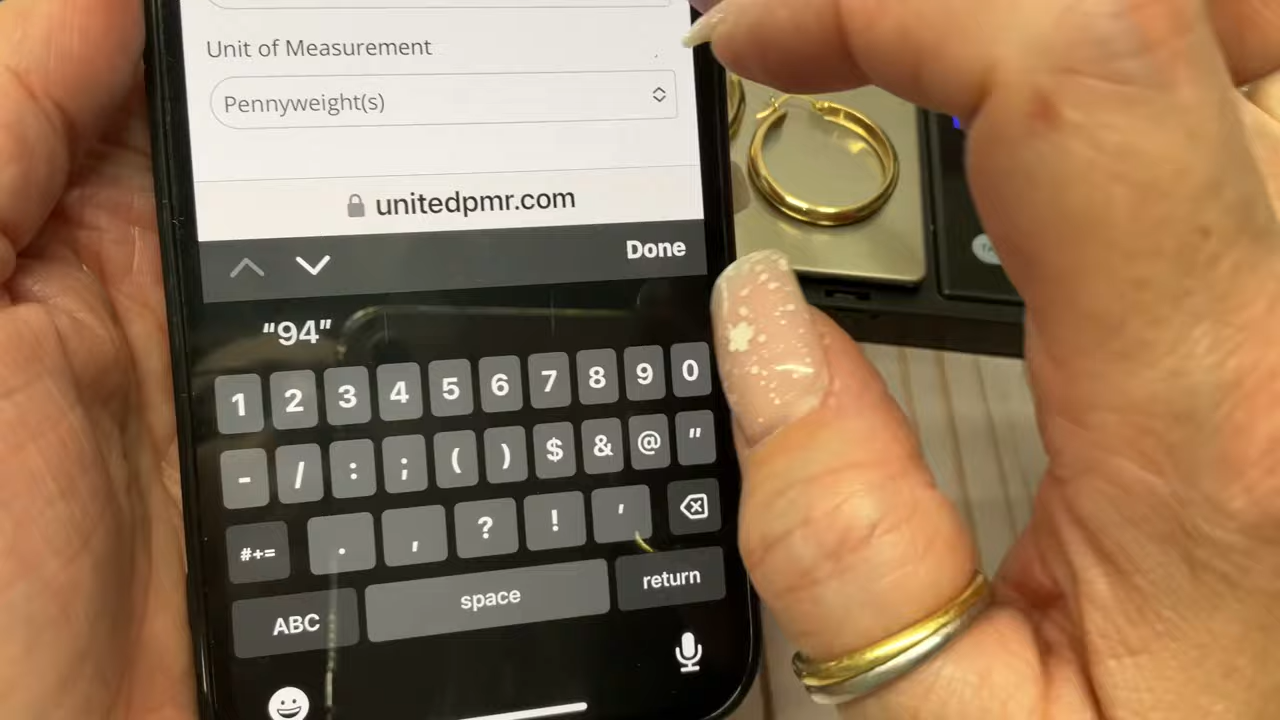 Unit of Measurement
Pennyweight(s)
unitedpmr.com
Done
“94”
1 2 3 4 5 6 7 8 9 0
- / : ; ( ) $ & @ "
#+= . , ? ! '
ABC space return